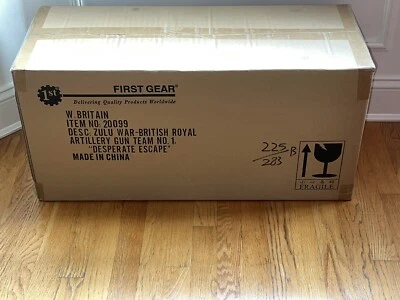 1st
FIRST GEAR®
Delivering Quality Products Worldwide
W. BRITAIN
ITEM NO. 20099
DESC. ZULU WAR-BRITISH ROYAL
ARTILLERY GUN TEAM NO. 1.
"DESPERATE ESCAPE"
MADE IN CHINA
225
283
FRAGILE